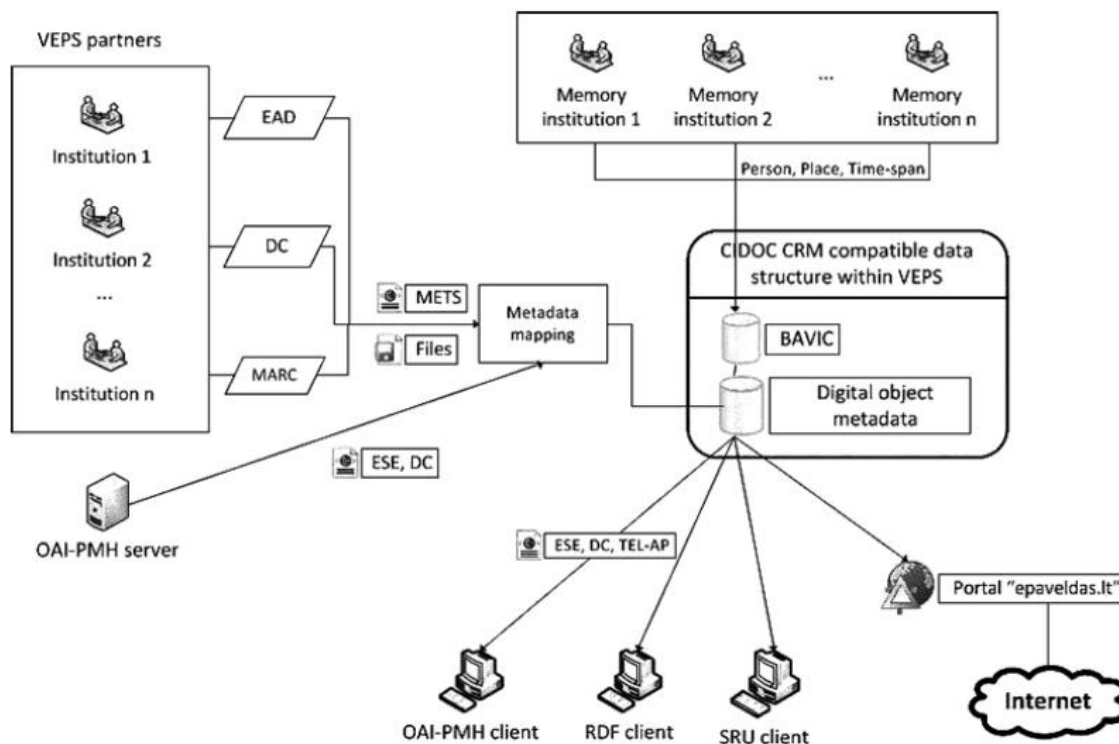 VEPS partners
Institution 1
Institution 2
...
Institution n
EAD
DC
MARC
METS
Files
Metadata
mapping
Memory
institution 1
Memory
institution 2
...
Memory
institution n
Person, Place, Time-span
CIDOC CRM compatible data
structure within VEPS
BAVIC
Digital object
metadata
ESE, DC
OAI-PMH server
ESE, DC, TEL-AP
Portal "epaveldas.lt"
Internet
OAI-PMH client
RDF client
SRU client